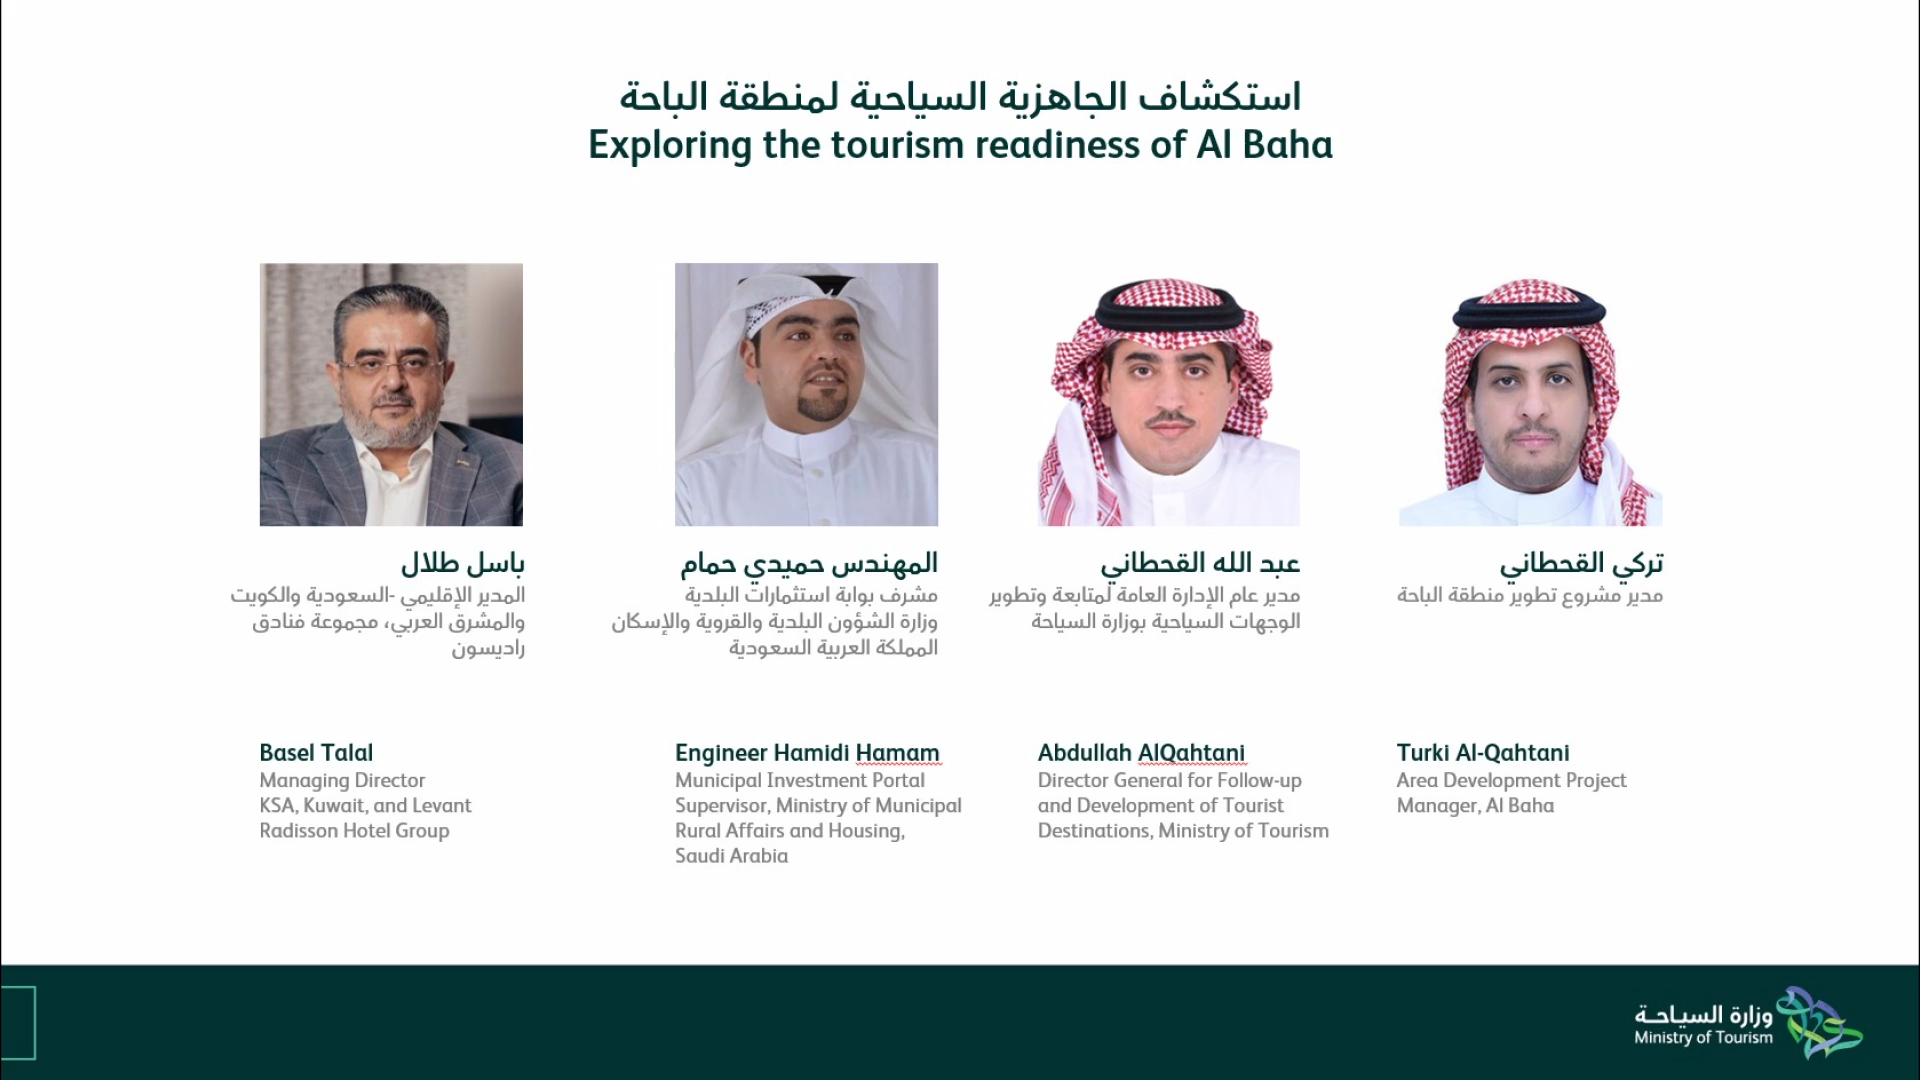 استكشاف الجاهزية السياحية لمنطقة الباحة
Exploring the tourism readiness of Al Baha
باسل طلال
المدير الإقليمي -السعودية والكويت
والمشرق العربي، مجموعة فنادق
راديسون
المهندس حميدي حمام
مشرف بوابة استثمارات البلدية
وزارة الشؤون البلدية والقروية والإسكان
المملكة العربية السعودية
عبد الله القحطاني
مدير عام الإدارة العامة لمتابعة وتطوير
الوجهات السياحية بوزارة السياحة
تركي القحطاني
مدير مشروع تطوير منطقة الباحة
Basel Talal
Managing Director
KSA, Kuwait, and Levant
Radisson Hotel Group
Engineer Hamidi Hamam
Municipal Investment Portal
Supervisor, Ministry of Municipal
Rural Affairs and Housing,
Saudi Arabia
Abdullah AlQahtani
Director General for Follow-up
and Development of Tourist
Destinations, Ministry of Tourism
Turki Al-Qahtani
Area Development Project
Manager, Al Baha
وزارة السياحة
Ministry of Tourism